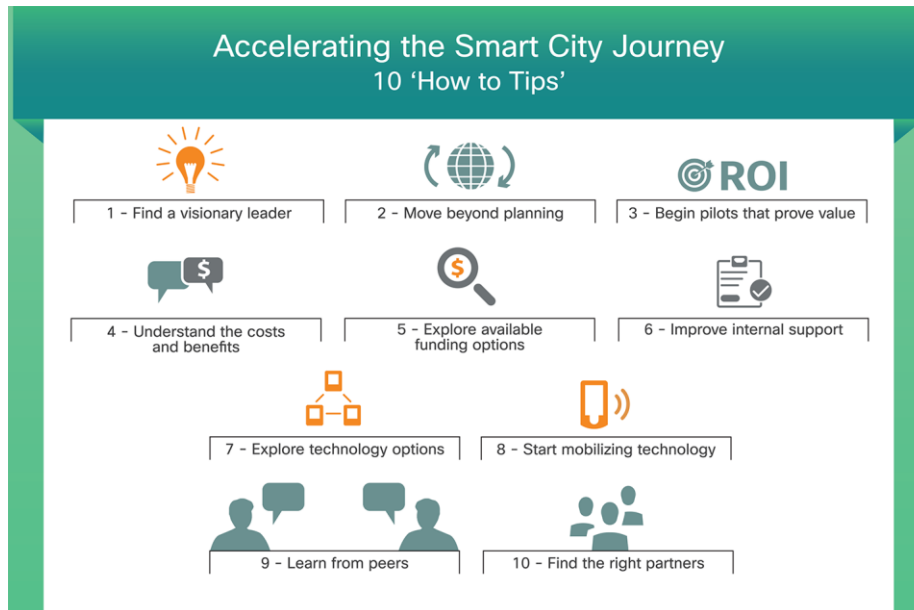 Accelerating the Smart City Journey
10 ‘How to Tips’
ROI
1 - Find a visionary leader
2 - Move beyond planning
3 - Begin pilots that prove value
$
$
4 - Understand the costs
and benefits
5 - Explore available
funding options
6 - Improve internal support
7 - Explore technology options
8 - Start mobilizing technology
9 - Learn from peers
10 - Find the right partners